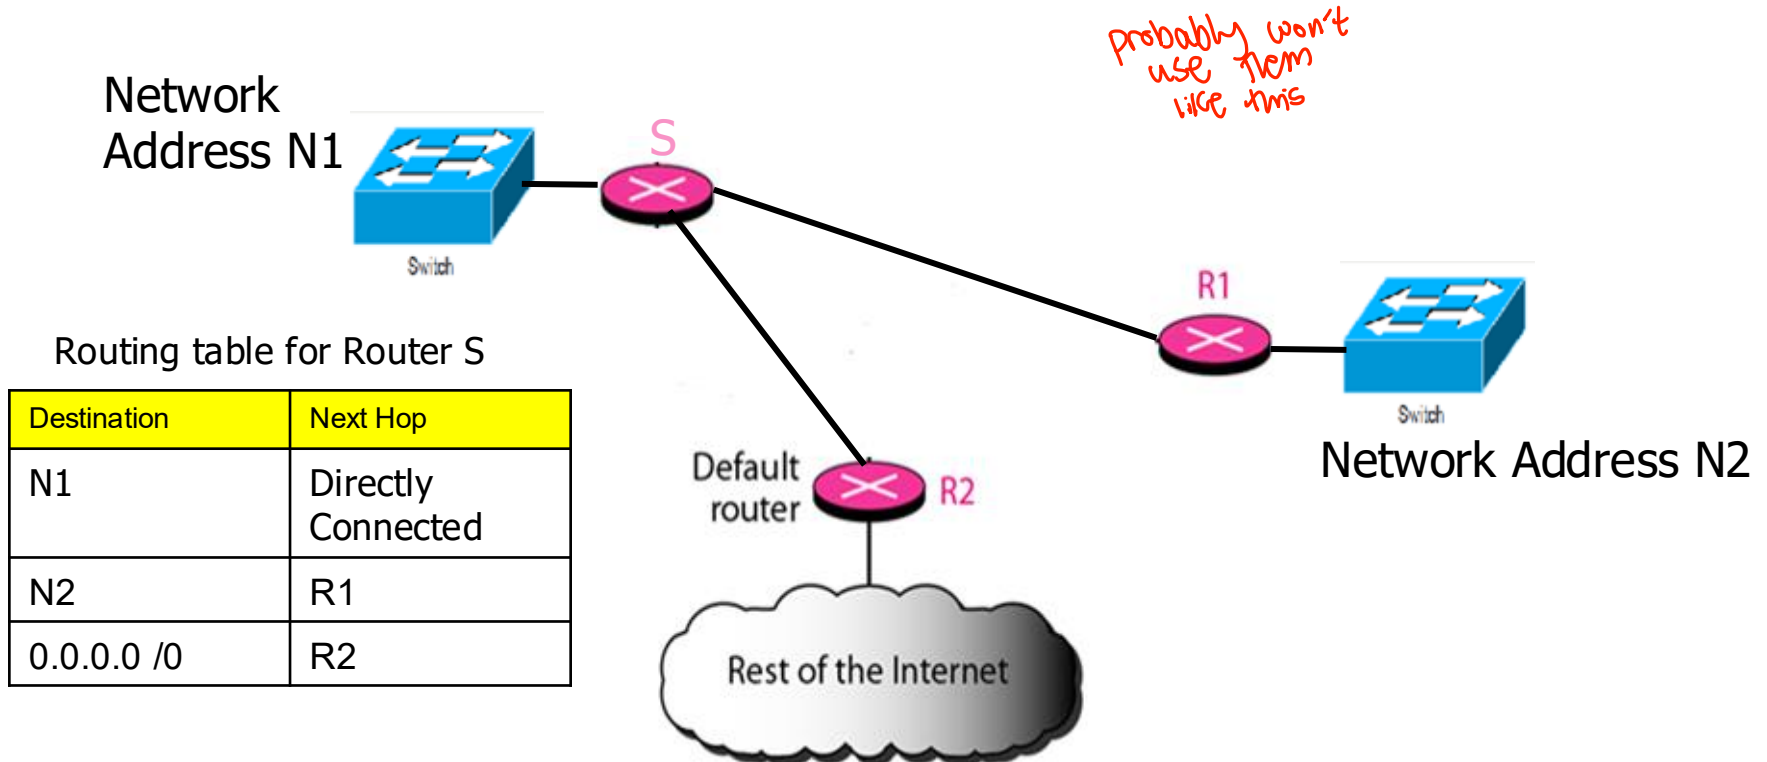 probably won't
use them
like this
Network
Address N1
S
Switch
R1
Switch
Network Address N2
Routing table for Router S
Destination Next Hop
N1 Directly
Connected
N2 R1
0.0.0.0 /0 R2
Default
router
R2
Rest of the Internet